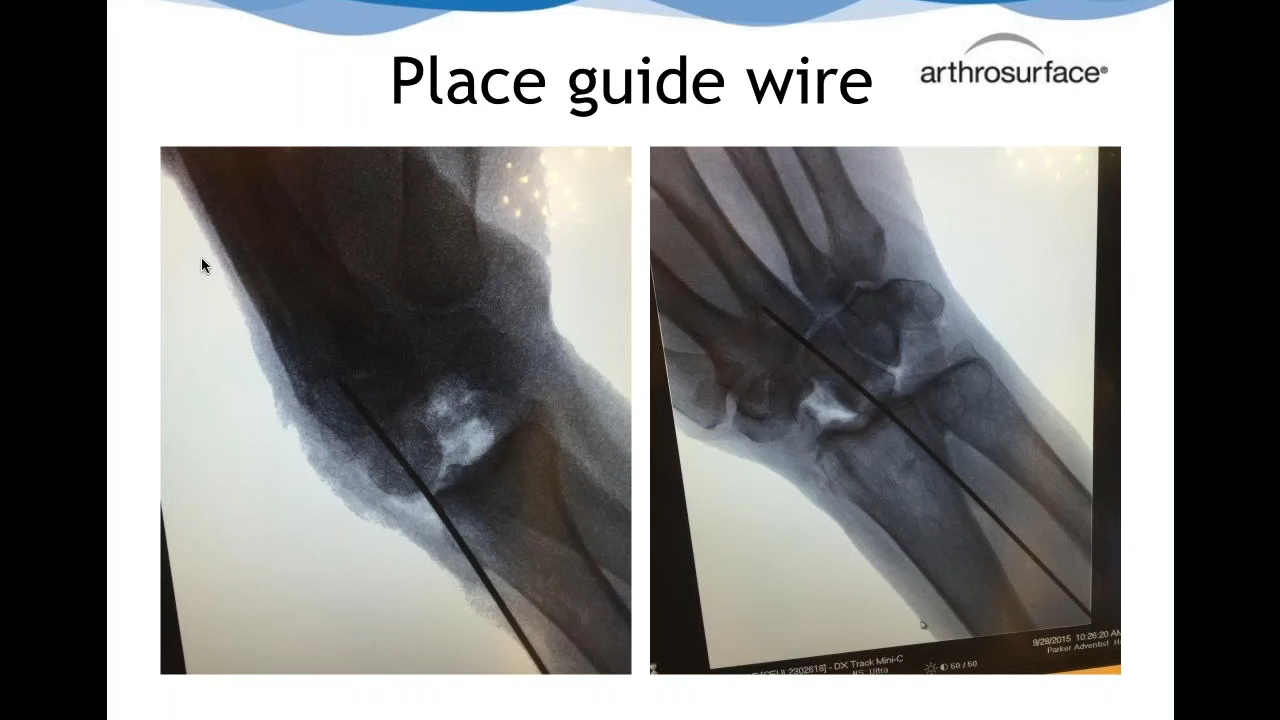 Place guide wire
arthrosurface®
9/28/2015 10:26:20 AM
Parker Adventist
- DX Track Mini-C
50 / 50